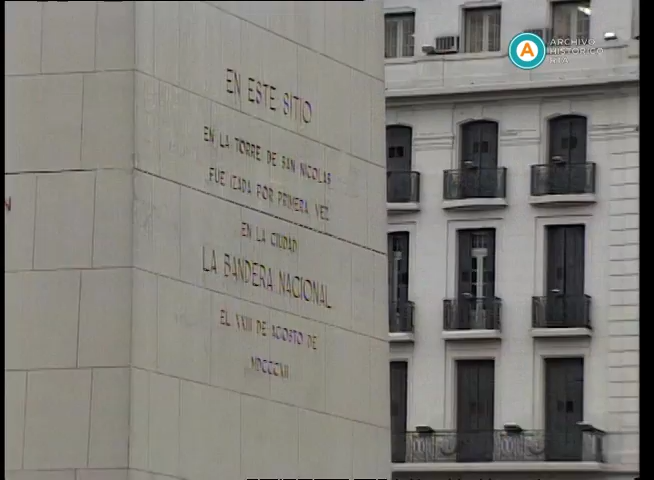 A
ARCHIVO
HISTORICO
RTA
EN ESTE SITIO
EN LA TORRE DE SAN NICOLAS
FUE IZADA POR PRIMERA VEZ
EN LA CIUDAD
LA BANDERA NACIONAL
EL XXIII DE AGOSTO DE
MDCCCXII
N